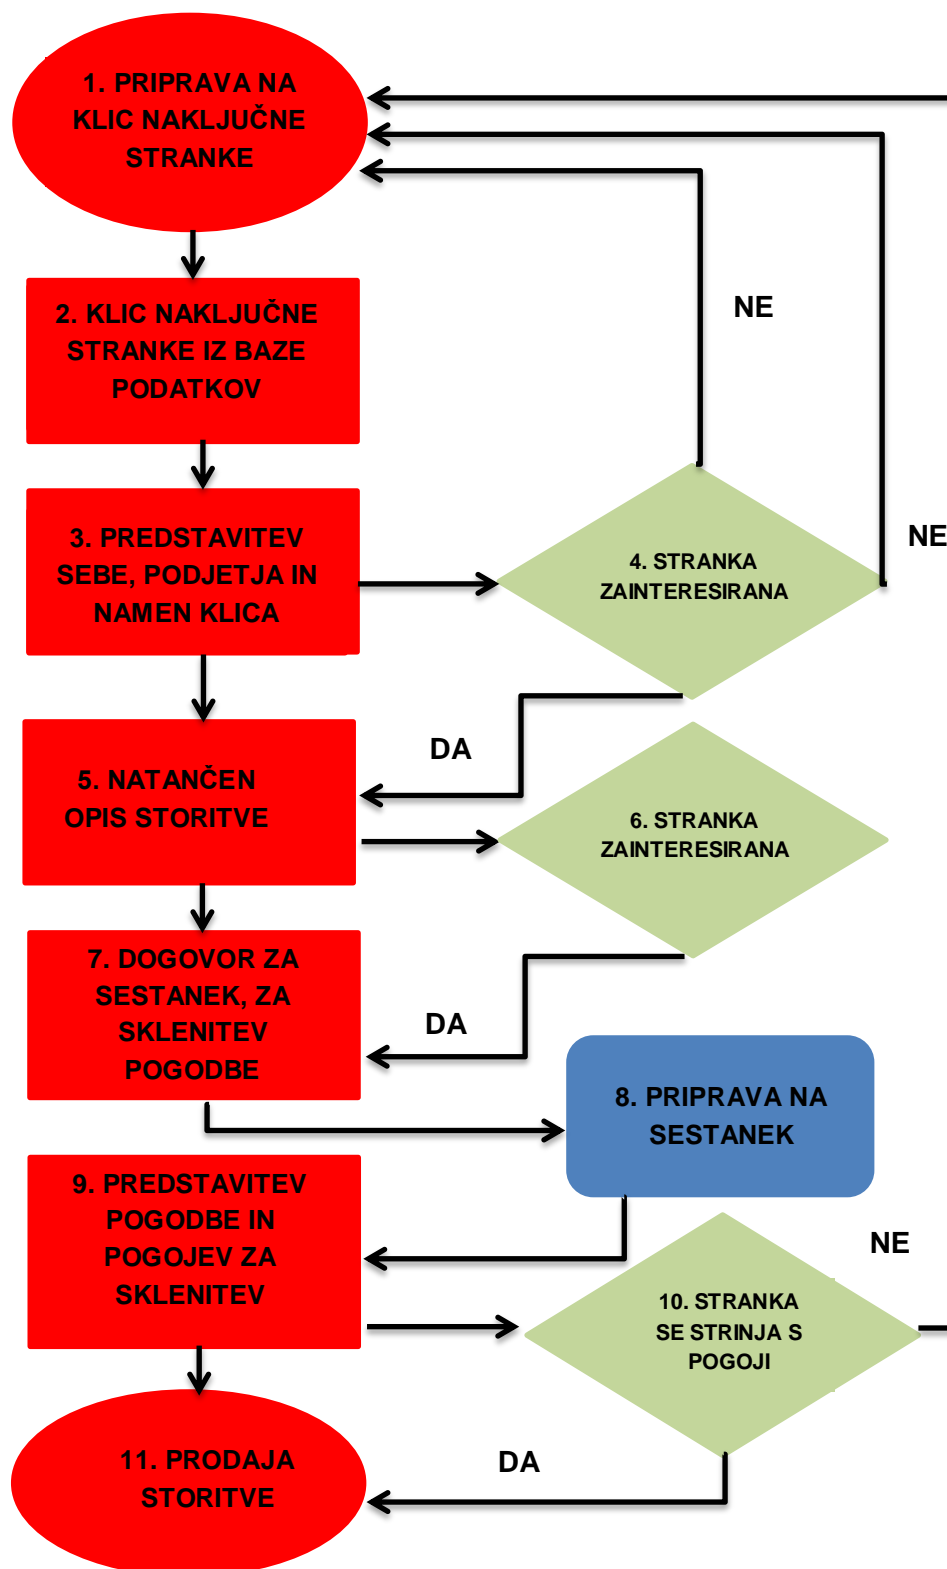 1. PRIPRAVA NA
KLIC NAKLJUČNE
STRANKE
NE
2. KLIC NAKLJUČNE
STRANKE IZ BAZE
PODATKOV
3. PREDSTAVITEV
SEBE, PODJETJA IN
NAMEN KLICA
4. STRANKA
ZAINTERESIRANA
NE
DA
5. NATANČEN
OPIS STORITVE
6. STRANKA
ZAINTERESIRANA
7. DOGOVOR ZA
SESTANEK, ZA
SKLENITEV
POGODBE
DA
8. PRIPRAVA NA
SESTANEK
9. PREDSTAVITEV
POGODBE IN
POGOJEV ZA
SKLENITEV
NE
10. STRANKA
SE STRINJA S
POGOJI
DA
11. PRODAJA
STORITVE